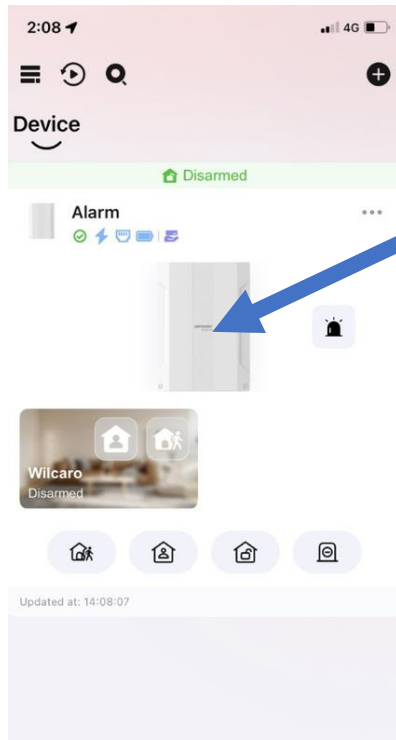 2:08
4G
Device
Disarmed
Alarm
Wilcaro
Disarmed
Updated at: 14:08:07